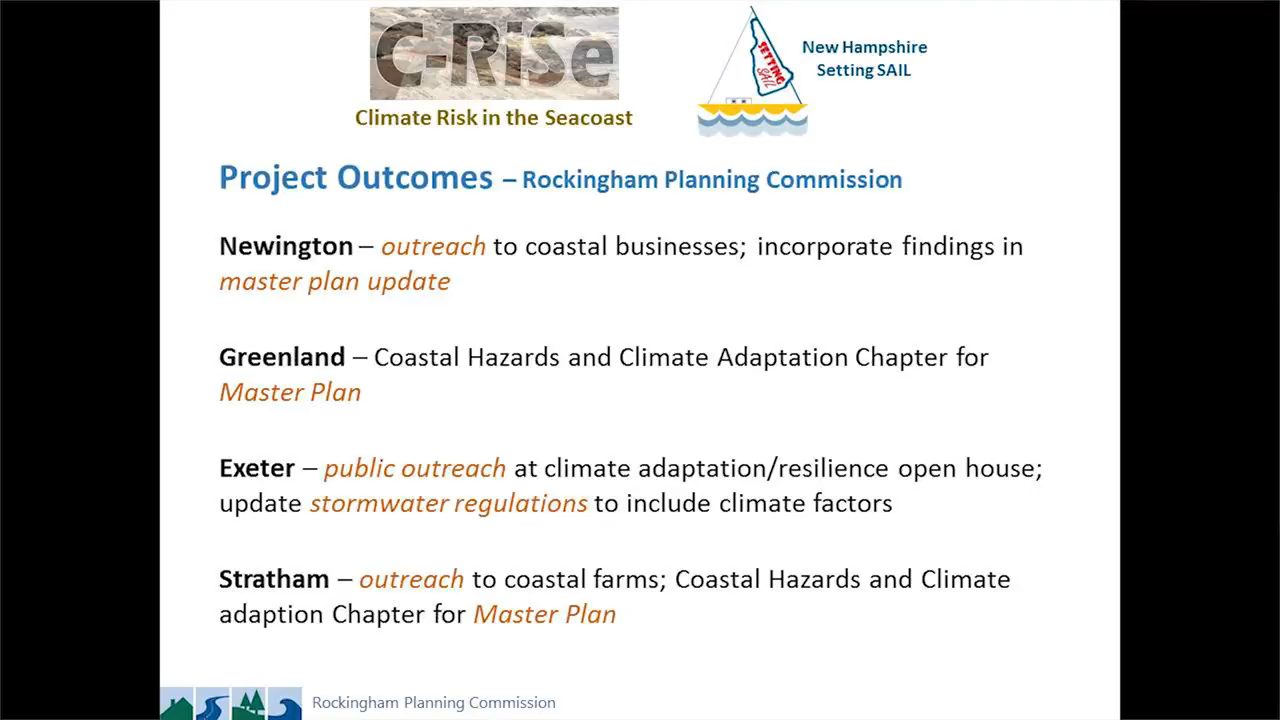 C-RiSe
Climate Risk in the Seacoast
SETTING
SAIL
New Hampshire
Setting SAIL
Project Outcomes – Rockingham Planning Commission
Newington – outreach to coastal businesses; incorporate findings in
master plan update
Greenland – Coastal Hazards and Climate Adaptation Chapter for
Master Plan
Exeter – public outreach at climate adaptation/resilience open house;
update stormwater regulations to include climate factors
Stratham – outreach to coastal farms; Coastal Hazards and Climate
adaption Chapter for Master Plan
Rockingham Planning Commission